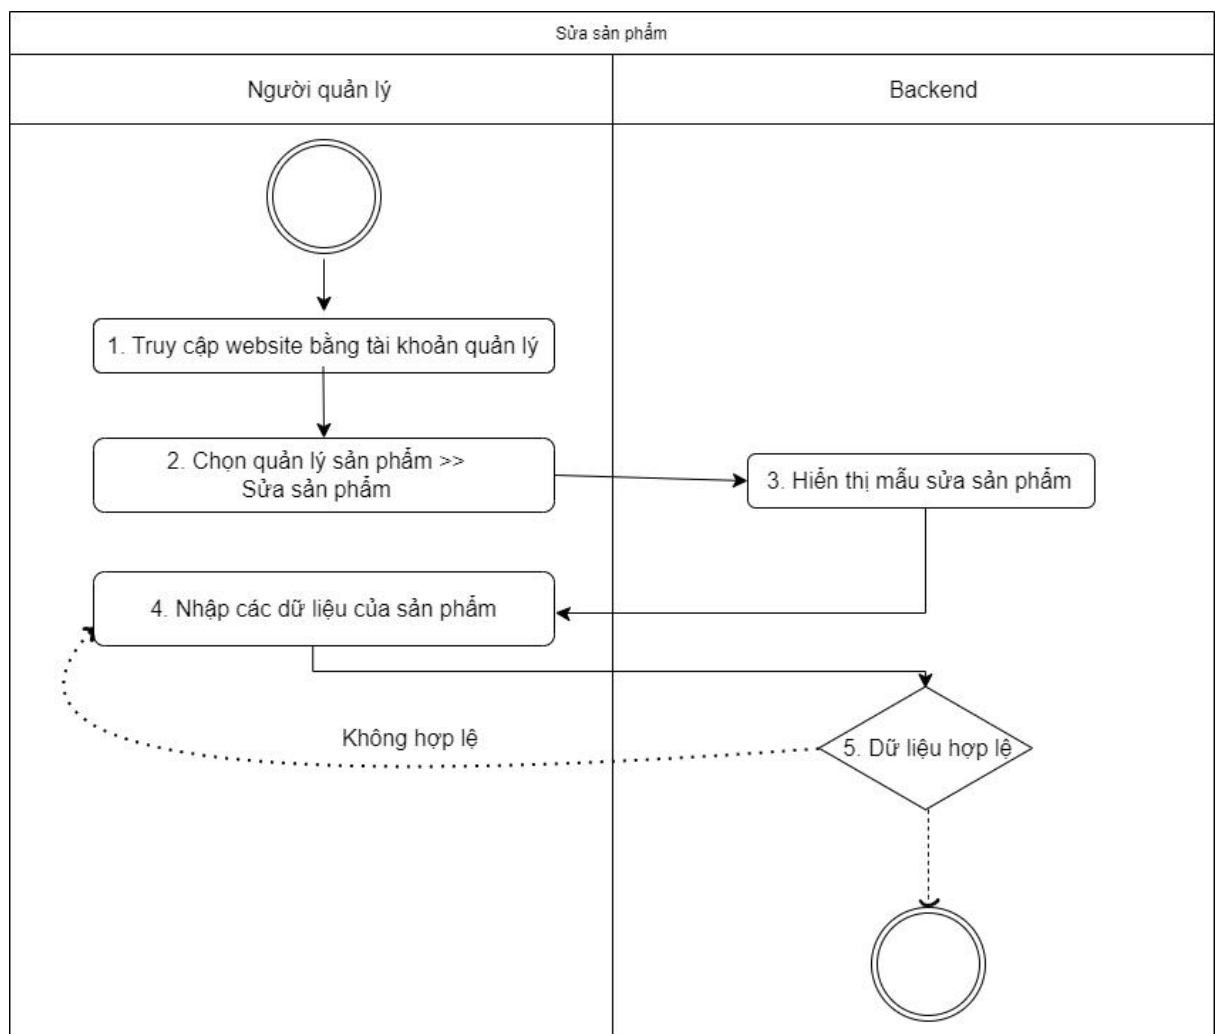 Sửa sản phẩm
Người quản lý
Backend
1. Truy cập website bằng tài khoản quản lý
2. Chọn quản lý sản phẩm >>
Sửa sản phẩm
3. Hiển thị mẫu sửa sản phẩm
4. Nhập các dữ liệu của sản phẩm
Không hợp lệ
5. Dữ liệu hợp lệ